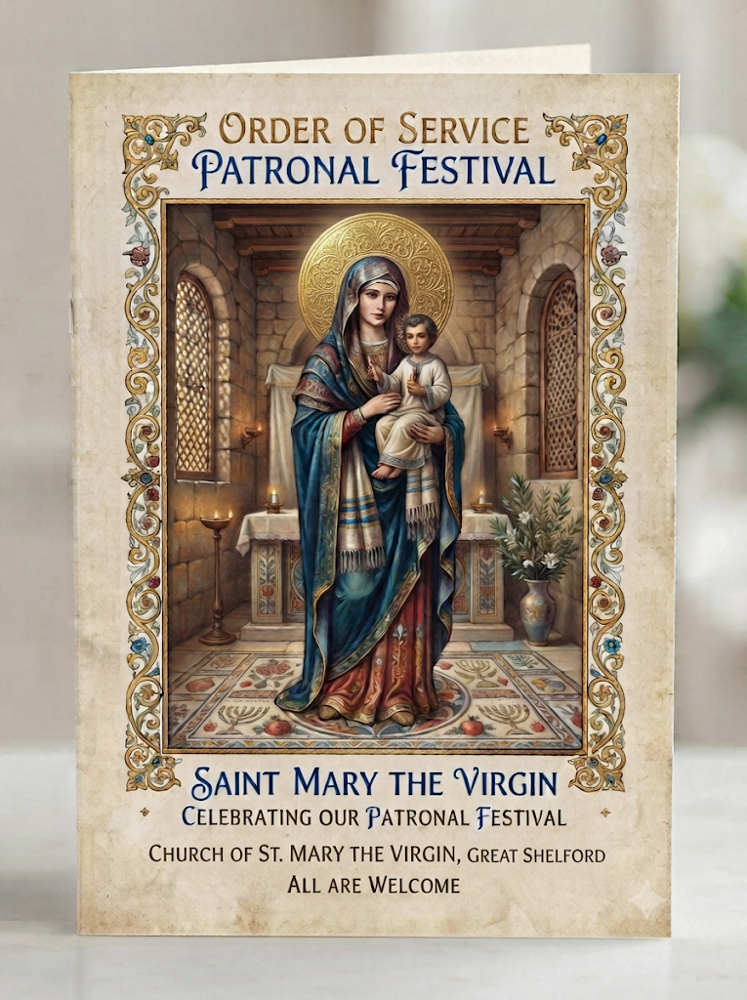 ORDER OF SERVICE
PATRONAL FESTIVAL
SAINT MARY THE VIRGIN
CELEBRATING OUR PATRONAL FESTIVAL
CHURCH OF ST. MARY THE VIRGIN, GREAT SHELFORD
ALL ARE WELCOME